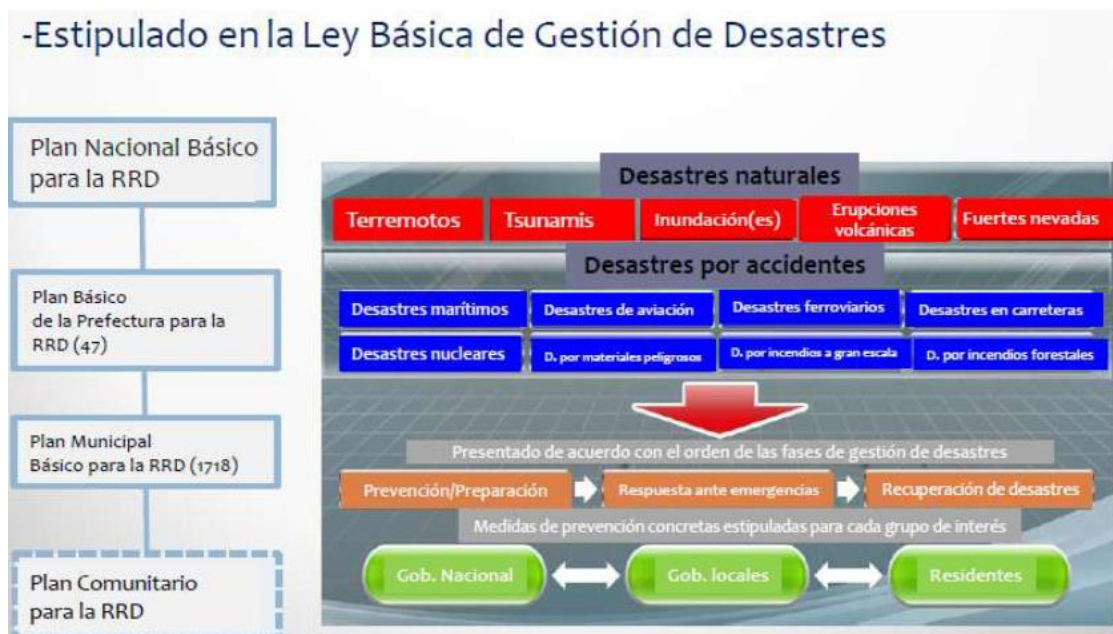 -Estipulado en la Ley Básica de Gestión de Desastres
Plan Nacional Básico
para la RRD
Plan Básico
de la Prefectura para la
RRD (47)
Plan Municipal
Básico para la RRD (1718)
Plan Comunitario
para la RRD
Desastres naturales
Terremotos
Tsunamis
Inundación(es)
Erupciones
volcánicas
Fuertes nevadas
Desastres por accidentes
Desastres marítimos
Desastres de aviación
Desastres ferroviarios
Desastres en carreteras
Desastres nucleares
D. por materiales peligrosos
D. por incendios a gran escala
D. por incendios forestales
Presentado de acuerdo con el orden de las fases de gestión de desastres
Prevención/Preparación
Respuesta ante emergencias
Recuperación de desastres
Medidas de prevención concretas estipuladas para cada grupo de interés
Gob. Nacional
Gob. locales
Residentes